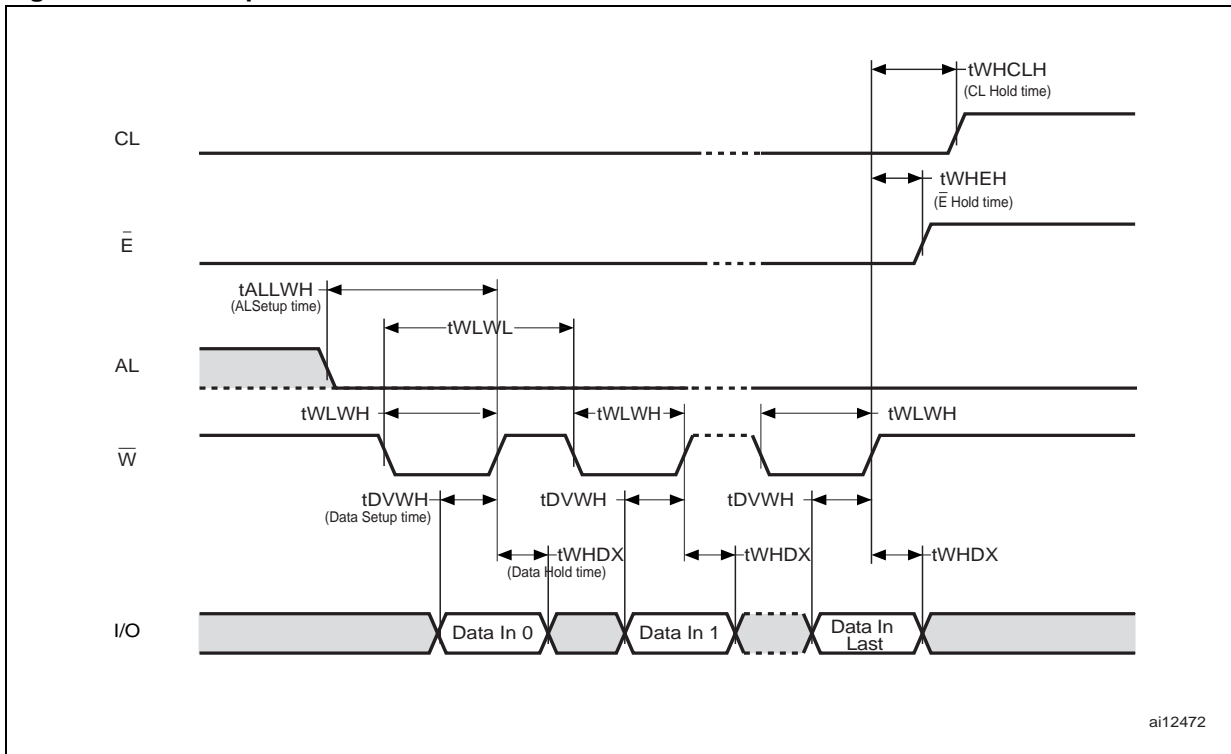 tWHCLH
(CL Hold time)
CL
tWHEH
(E̅ Hold time)
E̅
tALLWH
(ALSetup time)
tWLWL
AL
tWLWH
tWLWH
tWLWH
W̅
tDVWH
(Data Setup time)
tDVWH
tDVWH
tWHDX
(Data Hold time)
tWHDX
tWHDX
I/O
Data In 0
Data In 1
Data In
Last
ai12472